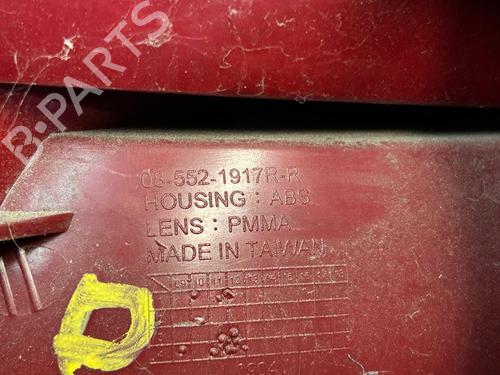 B-PARTS
08-552-1917R-R
HOUSING : ABS
LENS : PMMA
MADE IN TAIWAN